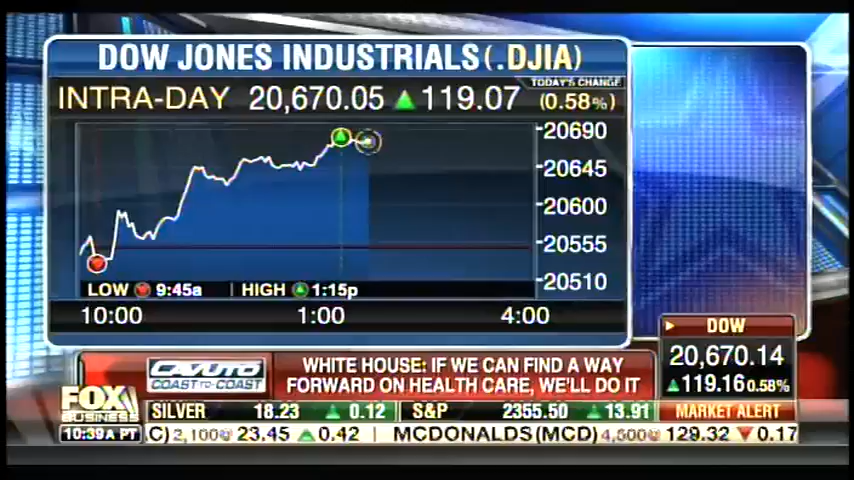 DOW JONES INDUSTRIALS(.DJIA)
TODAY'S CHANGE
INTRA-DAY 20,670.05 ▲ 119.07 (0.58%)
20690
20645
20600
20555
20510
LOW 9:45a | HIGH 1:15p
10:00 1:00 4:00
DOW
20,670.14
▲119.16 0.58%
MARKET ALERT
CAVUTO
COAST TO COAST
WHITE HOUSE: IF WE CAN FIND A WAY
FORWARD ON HEALTH CARE, WE'LL DO IT
FOX
BUSINESS
SILVER 18.23 ▲ 0.12 S&P 2355.50 ▲ 13.91
10:39A PT
C) 2,100@ 23.45 ▲ 0.42 | MCDONALDS(MCD) 4,600@ 129.32 ▼ 0.17